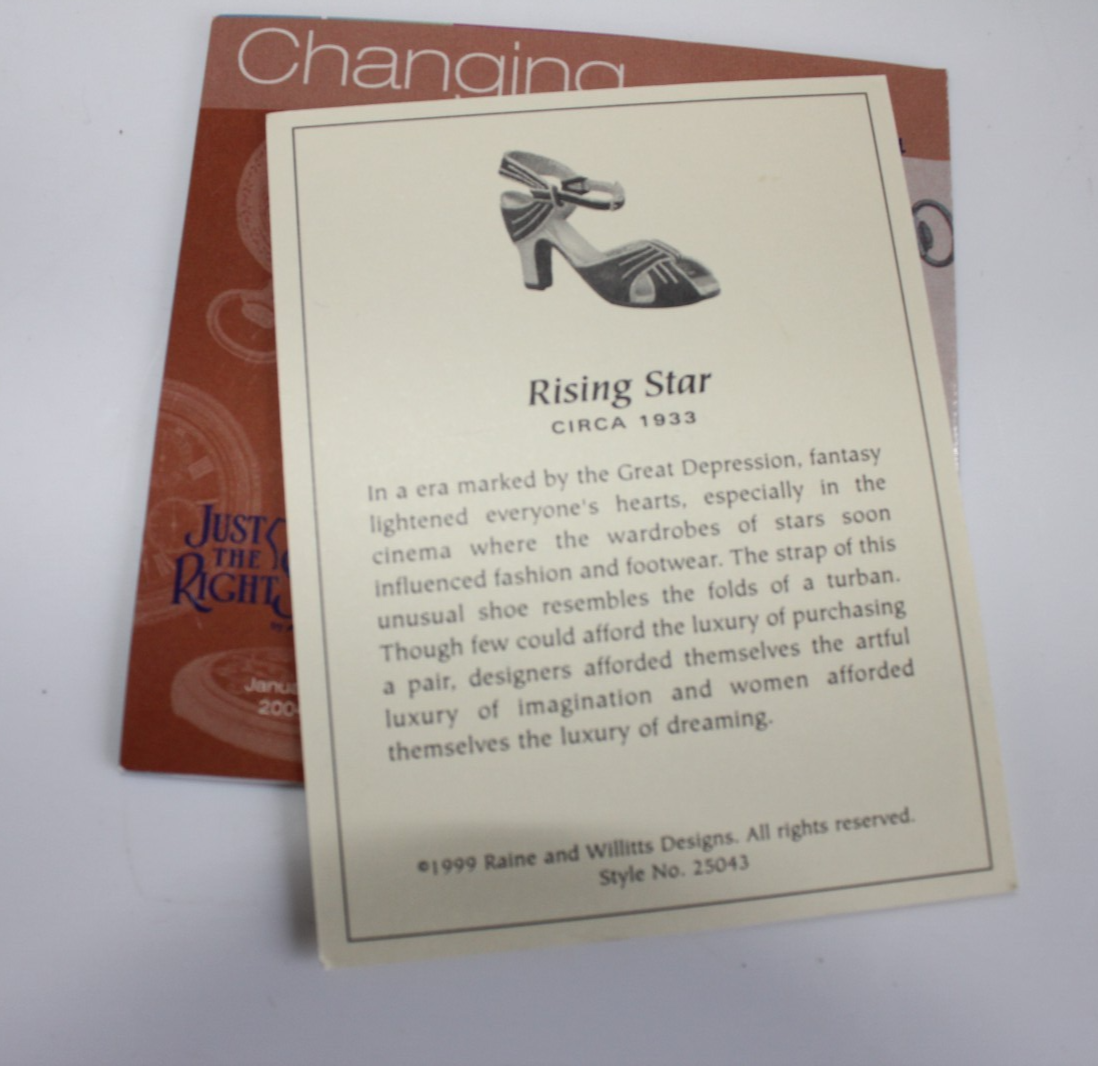 Changing
JUST
THE
RIGHT
Rising Star
CIRCA 1933
In a era marked by the Great Depression, fantasy
lightened everyone's hearts, especially in the
cinema where the wardrobes of stars soon
influenced fashion and footwear. The strap of this
unusual shoe resembles the folds of a turban.
Though few could afford the luxury of purchasing
a pair, designers afforded themselves the artful
luxury of imagination and women afforded
themselves the luxury of dreaming.
©1999 Raine and Willitts Designs. All rights reserved.
Style No. 25043